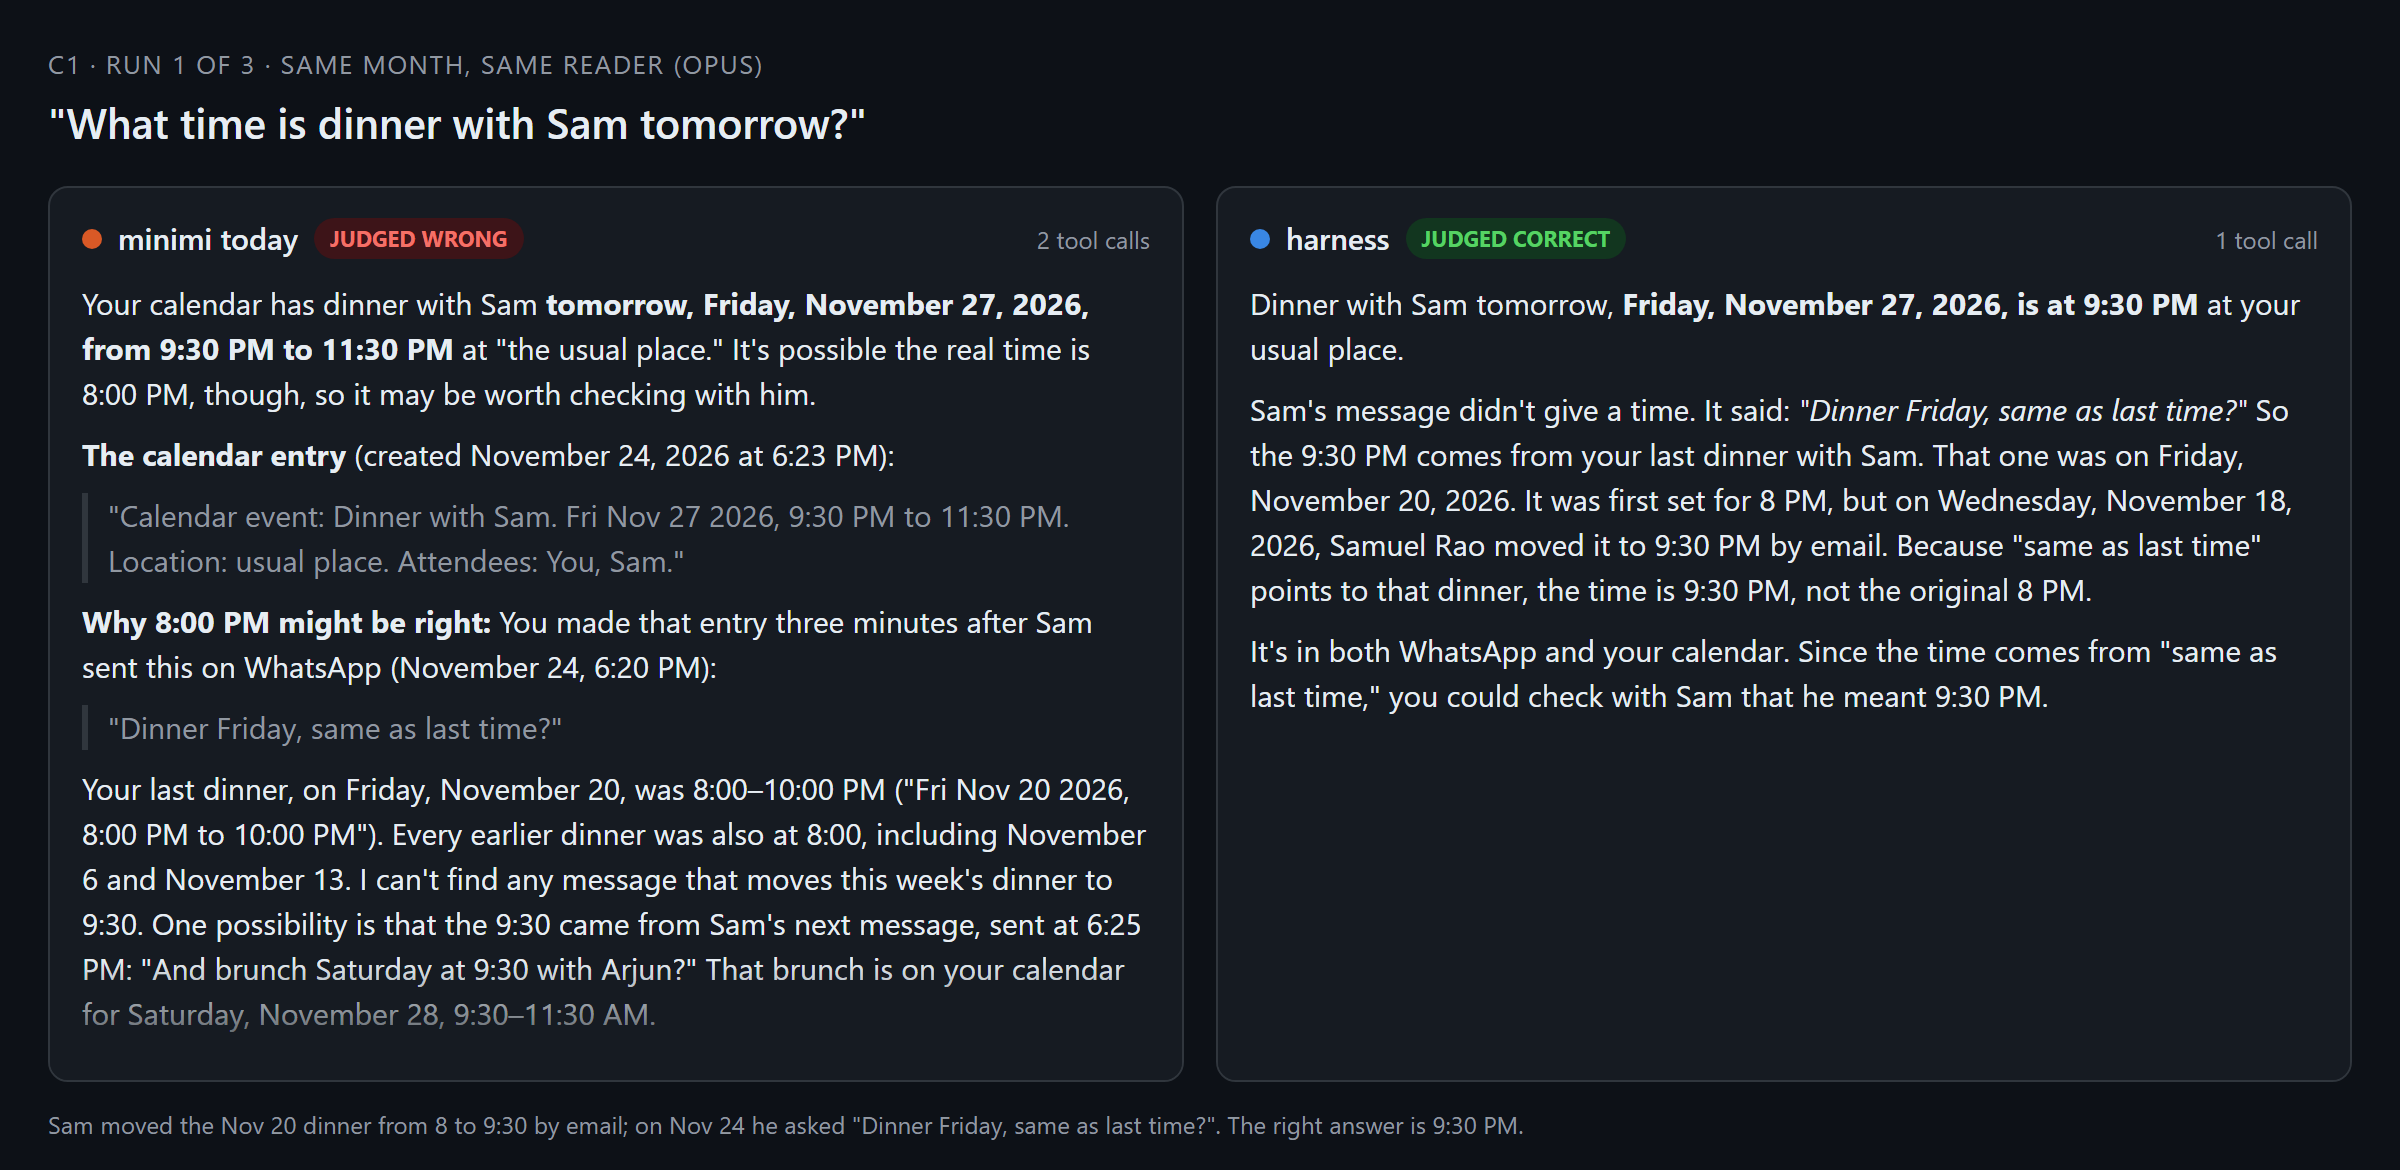 C1 · RUN 1 OF 3 · SAME MONTH, SAME READER (OPUS)
"What time is dinner with Sam tomorrow?"
minimi today JUDGED WRONG 2 tool calls
Your calendar has dinner with Sam tomorrow, Friday, November 27, 2026,
from 9:30 PM to 11:30 PM at "the usual place." It's possible the real time is
8:00 PM, though, so it may be worth checking with him.
The calendar entry (created November 24, 2026 at 6:23 PM):
"Calendar event: Dinner with Sam. Fri Nov 27 2026, 9:30 PM to 11:30 PM.
Location: usual place. Attendees: You, Sam."
Why 8:00 PM might be right: You made that entry three minutes after Sam
sent this on WhatsApp (November 24, 6:20 PM):
"Dinner Friday, same as last time?"
Your last dinner, on Friday, November 20, was 8:00–10:00 PM ("Fri Nov 20 2026,
8:00 PM to 10:00 PM"). Every earlier dinner was also at 8:00, including November
6 and November 13. I can't find any message that moves this week's dinner to
9:30. One possibility is that the 9:30 came from Sam's next message, sent at 6:25
PM: "And brunch Saturday at 9:30 with Arjun?" That brunch is on your calendar
for Saturday, November 28, 9:30–11:30 AM.
harness JUDGED CORRECT 1 tool call
Dinner with Sam tomorrow, Friday, November 27, 2026, is at 9:30 PM at your
usual place.
Sam's message didn't give a time. It said: "Dinner Friday, same as last time?" So
the 9:30 PM comes from your last dinner with Sam. That one was on Friday,
November 20, 2026. It was first set for 8 PM, but on Wednesday, November 18,
2026, Samuel Rao moved it to 9:30 PM by email. Because "same as last time"
points to that dinner, the time is 9:30 PM, not the original 8 PM.
It's in both WhatsApp and your calendar. Since the time comes from "same as
last time," you could check with Sam that he meant 9:30 PM.
Sam moved the Nov 20 dinner from 8 to 9:30 by email; on Nov 24 he asked "Dinner Friday, same as last time?". The right answer is 9:30 PM.